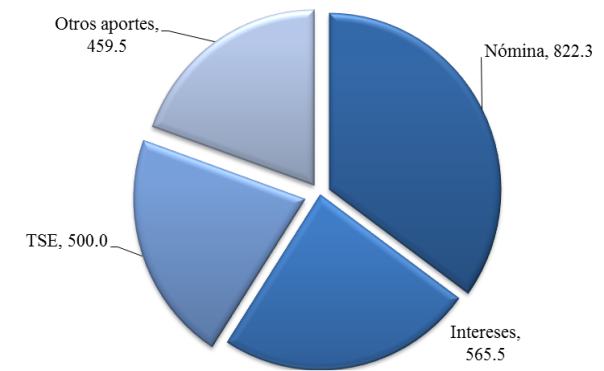 Otros aportes,
459.5
Nómina, 822.3
TSE, 500.0
Intereses,
565.5